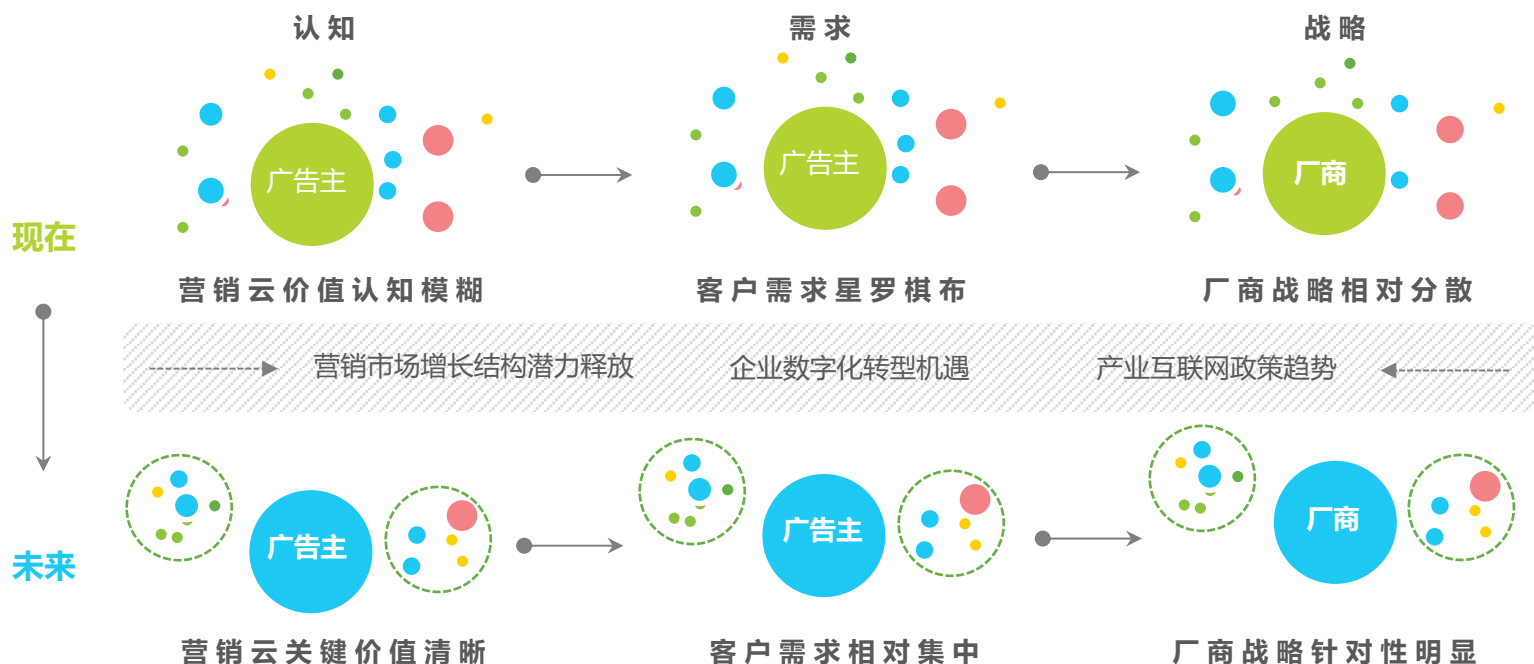 认知
需求
战略
广告主
广告主
厂商
现在
营销云价值认知模糊
客户需求星罗棋布
厂商战略相对分散
营销市场增长结构潜力释放
企业数字化转型机遇
产业互联网政策趋势
广告主
广告主
厂商
未来
营销云关键价值清晰
客户需求相对集中
厂商战略针对性明显